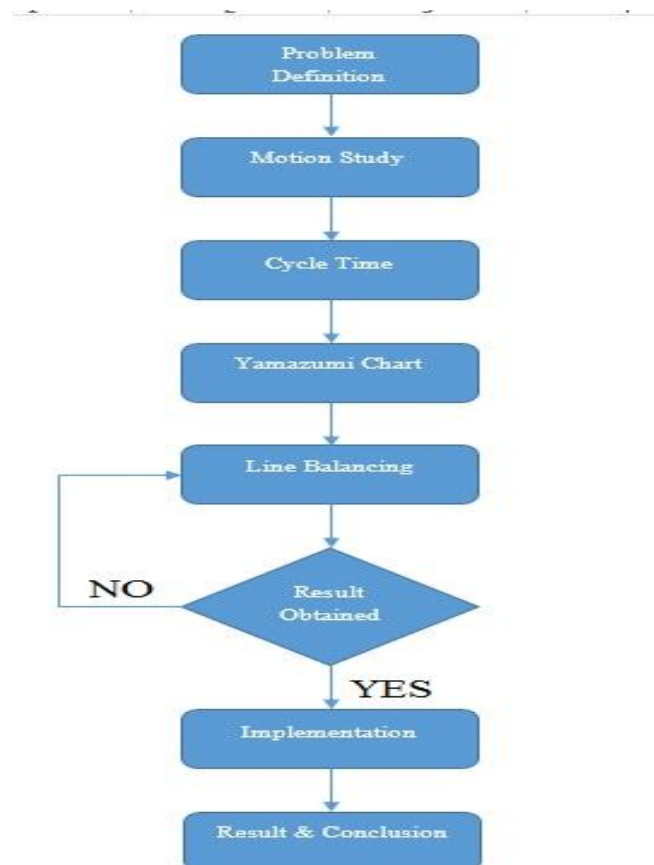 Problem
Definition
Motion Study
Cycle Time
Yamazumi Chart
Line Balancing
NO
Result
Obtained
YES
Implementation
Result & Conclusion